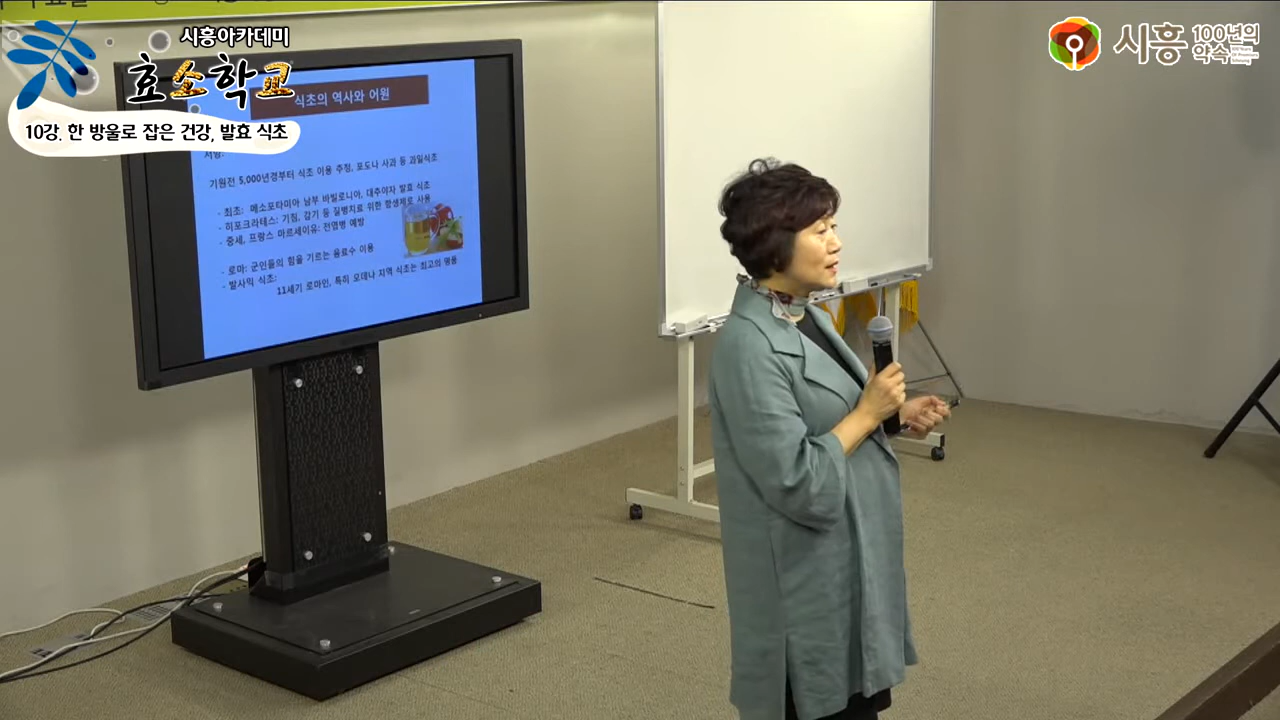 시흥아카데미
효소학교
10강. 한 방울로 잡은 건강, 발효 식초
시흥 100년의 약속
식초의 역사와 어원
서양:
기원전 5,000년경부터 식초 이용 추정, 포도나 사과 등 과일식초
- 최초: 메소포타미아 남부 바빌로니아, 대추야자 발효 식초
- 히포크라테스: 기침, 감기 등 질병치료 위한 항생제로 사용
- 중세, 프랑스 마르세이유: 전염병 예방
- 로마: 군인들의 힘을 기르는 음료수 이용
- 발사믹 식초:
11세기 로마인, 특히 모데나 지역 식초는 최고의 명품